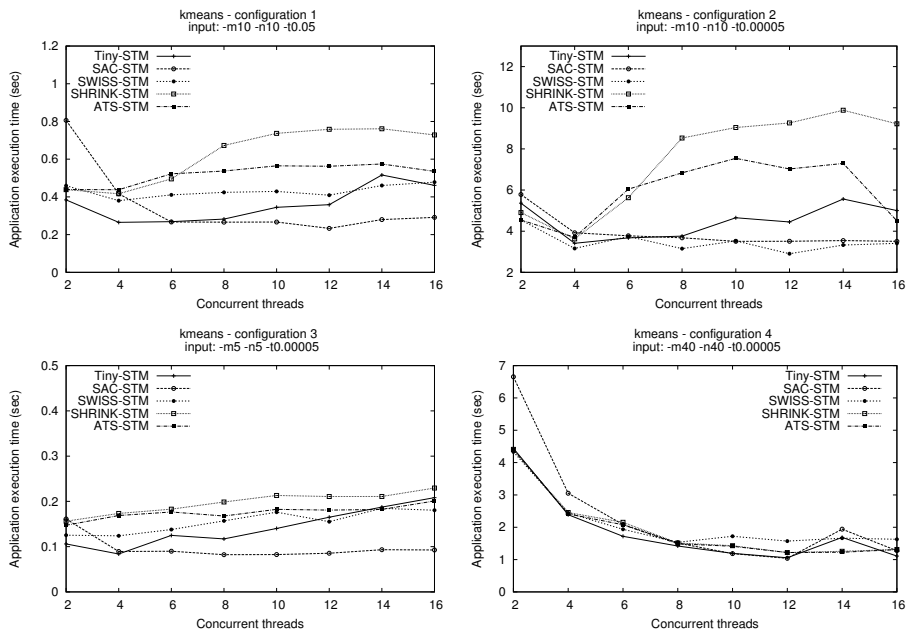 kmeans - configuration 1
input: -m10 -n10 -t0.05
Application execution time (sec)
1.2
1
0.8
0.6
0.4
0.2
0
Tiny-STM
SAC-STM
SWISS-STM
SHRINK-STM
ATS-STM
2 4 6 8 10 12 14 16
Concurrent threads
kmeans - configuration 2
input: -m10 -n10 -t0.00005
Application execution time (sec)
12
10
8
6
4
2
Tiny-STM
SAC-STM
SWISS-STM
SHRINK-STM
ATS-STM
2 4 6 8 10 12 14 16
Concurrent threads
kmeans - configuration 3
input: -m5 -n5 -t0.00005
Application execution time (sec)
0.5
0.4
0.3
0.2
0.1
0
Tiny-STM
SAC-STM
SWISS-STM
SHRINK-STM
ATS-STM
2 4 6 8 10 12 14 16
Concurrent threads
kmeans - configuration 4
input: -m40 -n40 -t0.00005
Application execution time (sec)
7
6
5
4
3
2
1
0
Tiny-STM
SAC-STM
SWISS-STM
SHRINK-STM
ATS-STM
2 4 6 8 10 12 14 16
Concurrent threads